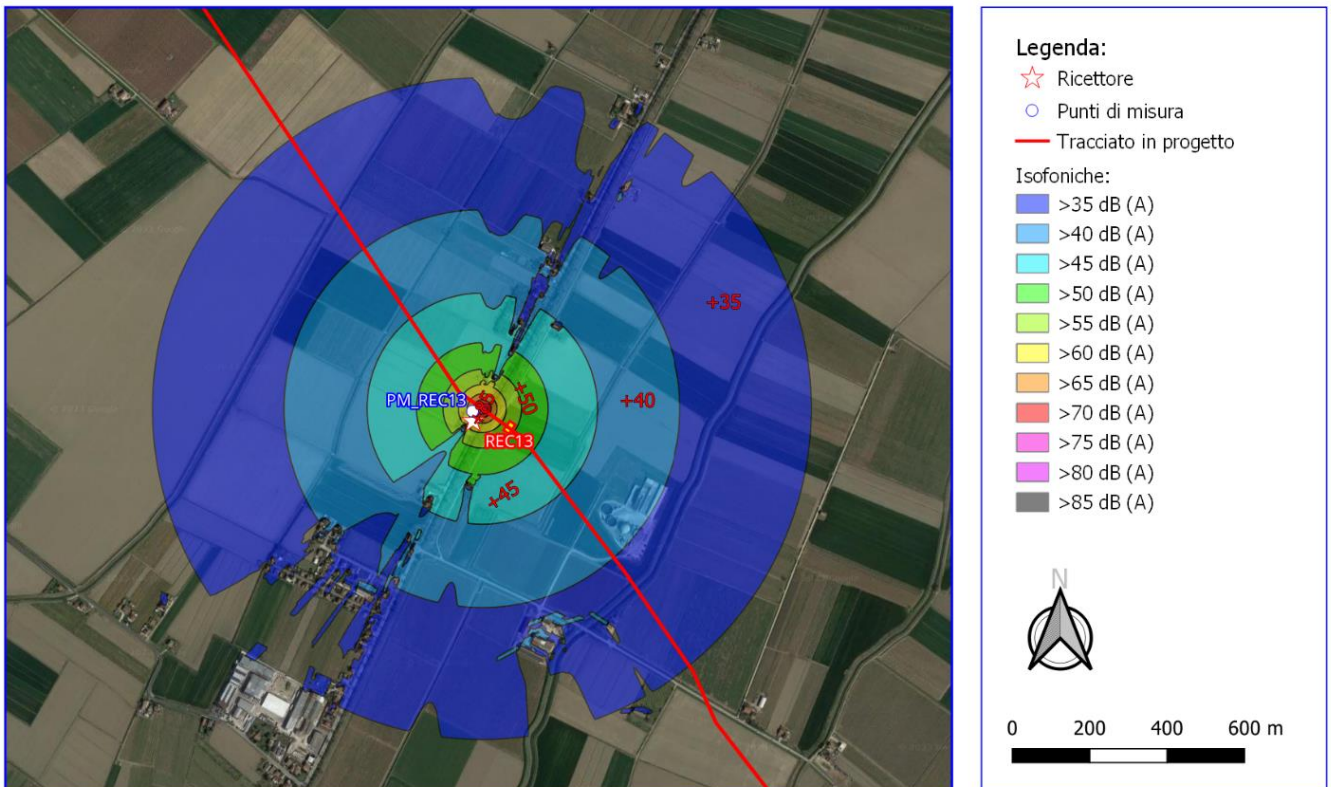 +35
+40
PM_REC13
+50
REC13
+45
Legenda:
Ricettore
Punti di misura
Tracciato in progetto
Isofoniche:
>35 dB (A)
>40 dB (A)
>45 dB (A)
>50 dB (A)
>55 dB (A)
>60 dB (A)
>65 dB (A)
>70 dB (A)
>75 dB (A)
>80 dB (A)
>85 dB (A)
N
0 200 400 600 m